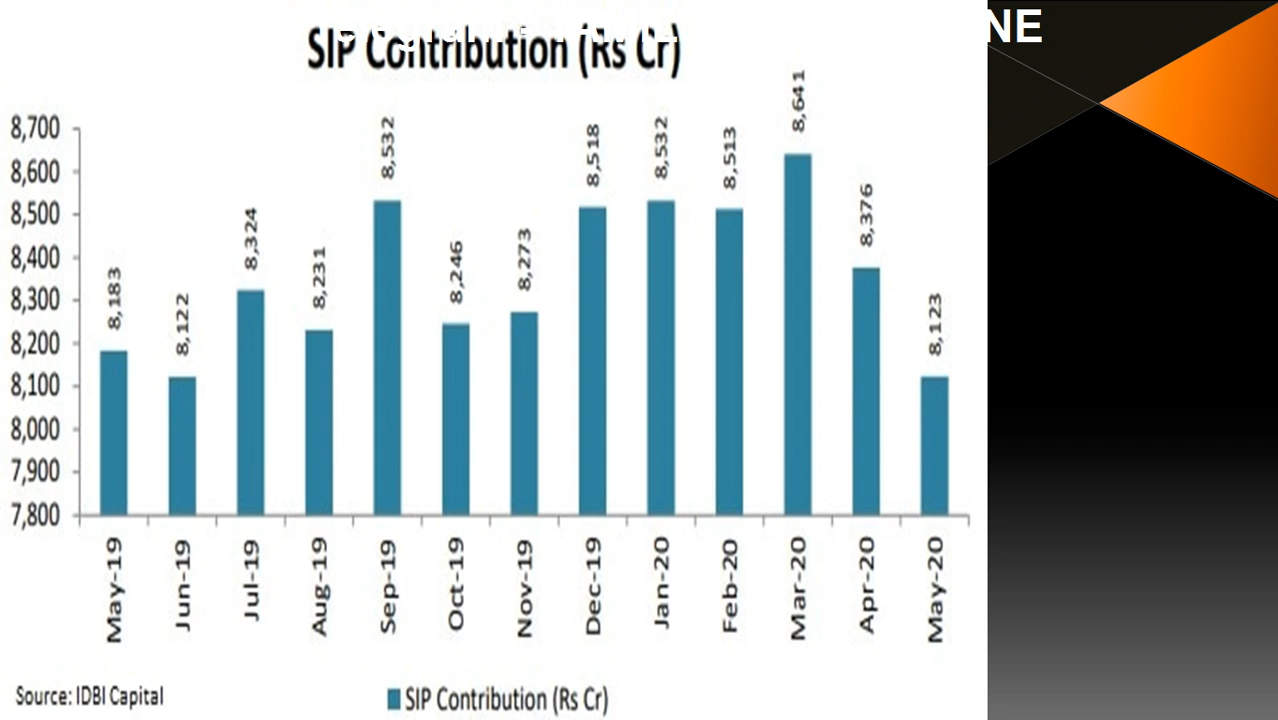 NE
SIP Contribution (Rs Cr)
8,700
8,600
8,500
8,400
8,300
8,200
8,100
8,000
7,900
7,800
8,183
8,122
8,324
8,231
8,532
8,246
8,273
8,518
8,532
8,513
8,641
8,376
8,123
May-19
Jun-19
Jul-19
Aug-19
Sep-19
Oct-19
Nov-19
Dec-19
Jan-20
Feb-20
Mar-20
Apr-20
May-20
Source: IDBI Capital
SIP Contribution (Rs Cr)